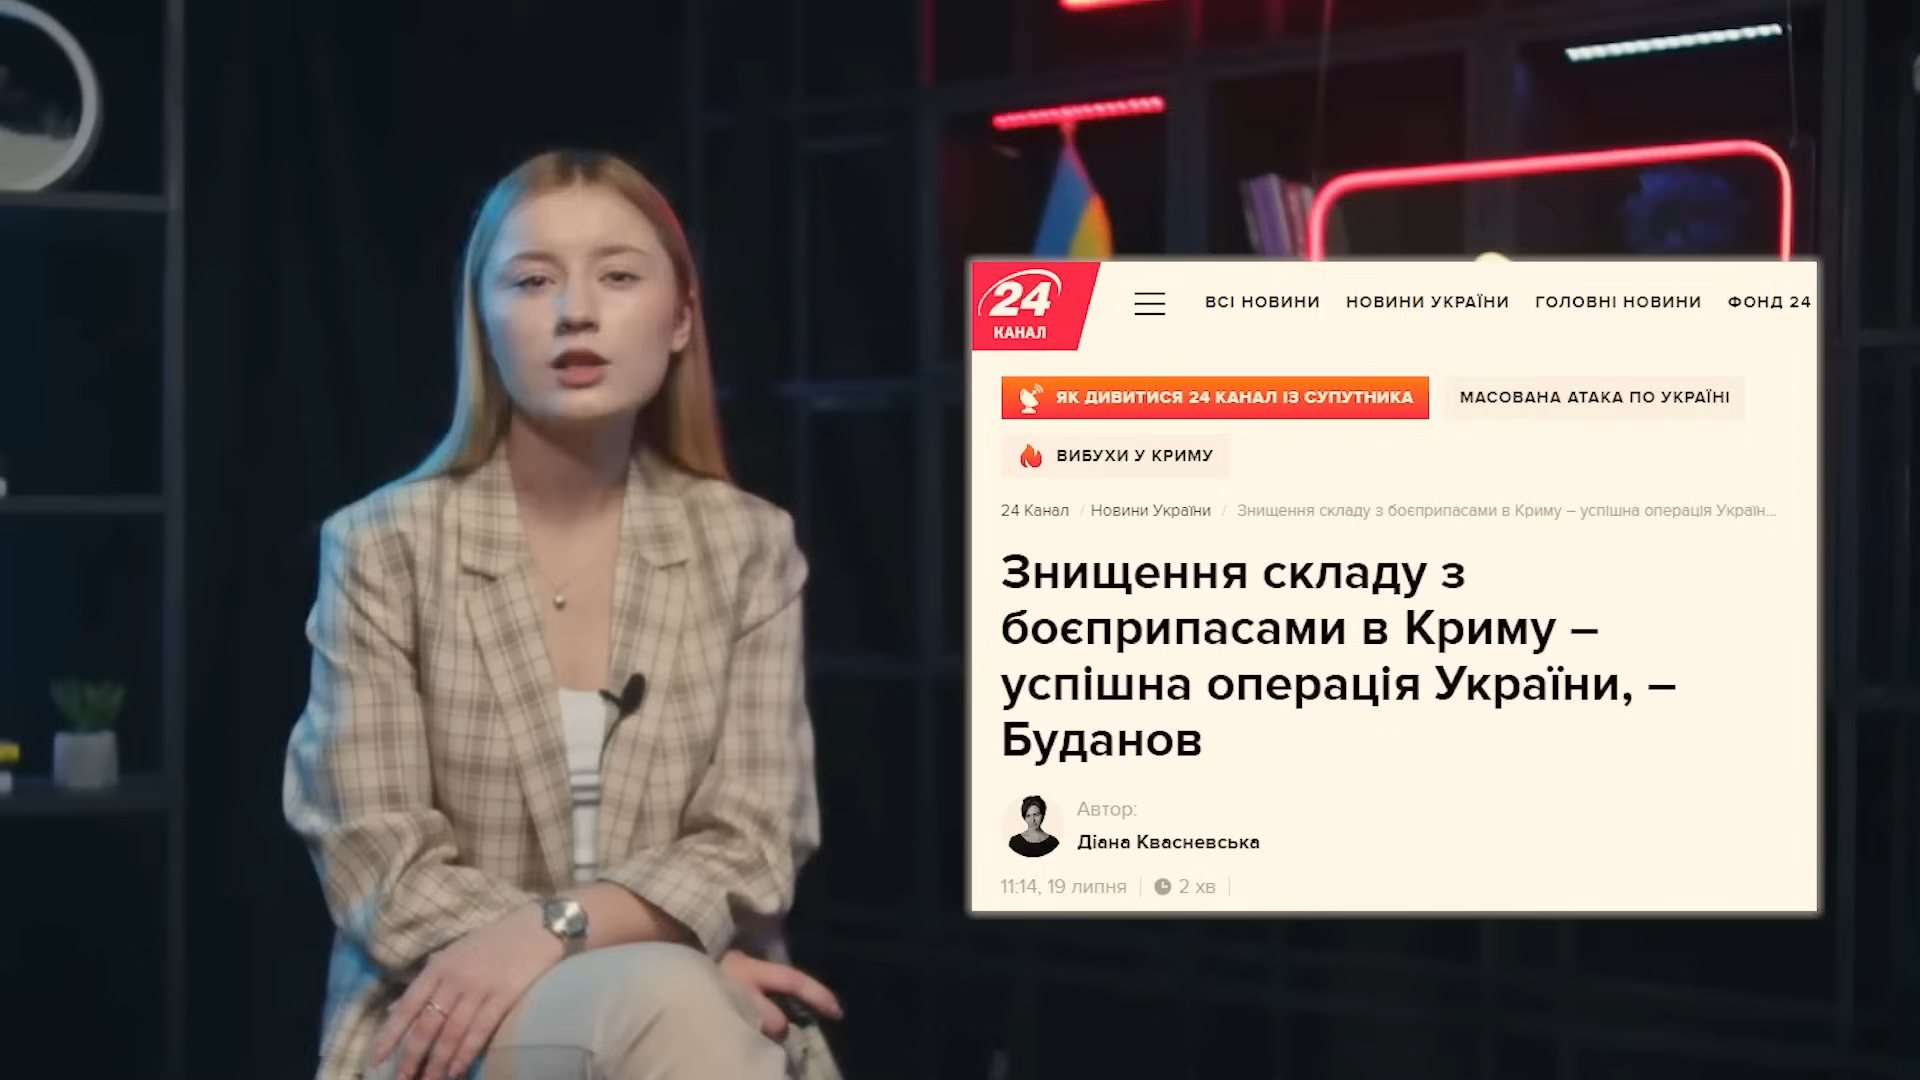 24
КАНАЛ
ВСІ НОВИНИ НОВИНИ УКРАЇНИ ГОЛОВНІ НОВИНИ ФОНД 24
ЯК ДИВИТИСЯ 24 КАНАЛ ІЗ СУПУТНИКА МАСОВАНА АТАКА ПО УКРАЇНІ
ВИБУХИ У КРИМУ
24 Канал / Новини України / Знищення складу з боєприпасами в Криму – успішна операція Україн...
Знищення складу з
боєприпасами в Криму –
успішна операція України, –
Буданов
Автор:
Діана Квасневська
11:14, 19 липня 2 хв